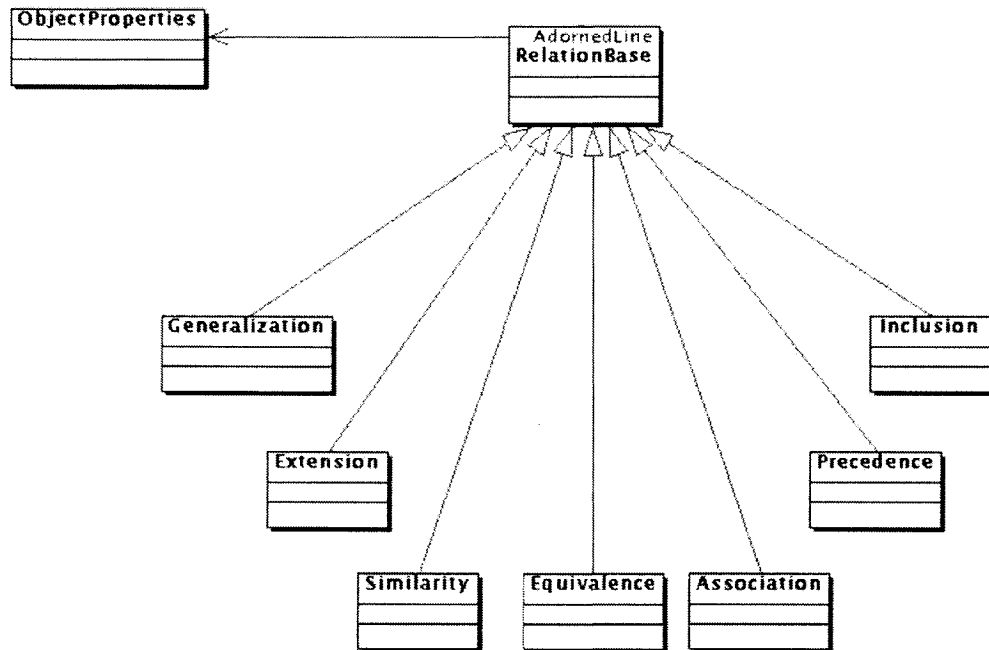 ObjectProperties
AdornedLine
RelationBase
Generalization
Inclusion
Extension
Precedence
Similarity
Equivalence
Association